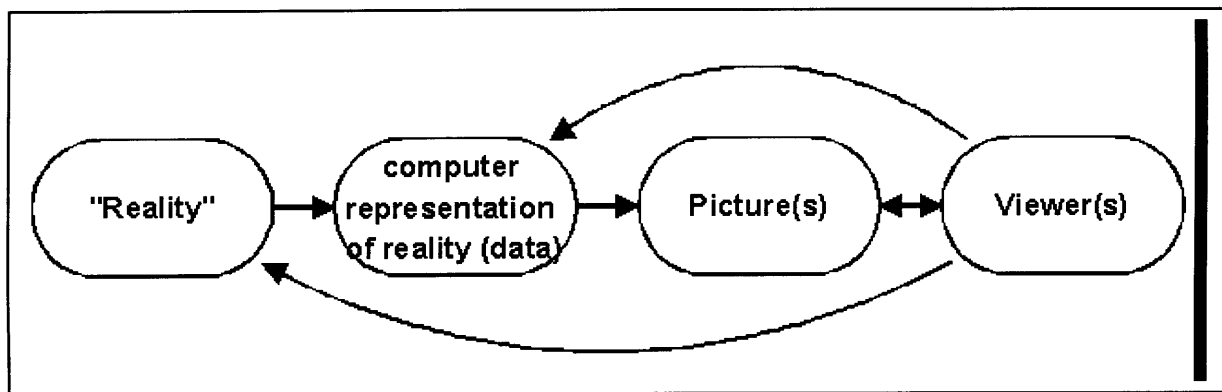 "Reality"
computer
representation
of reality (data)
Picture(s)
Viewer(s)